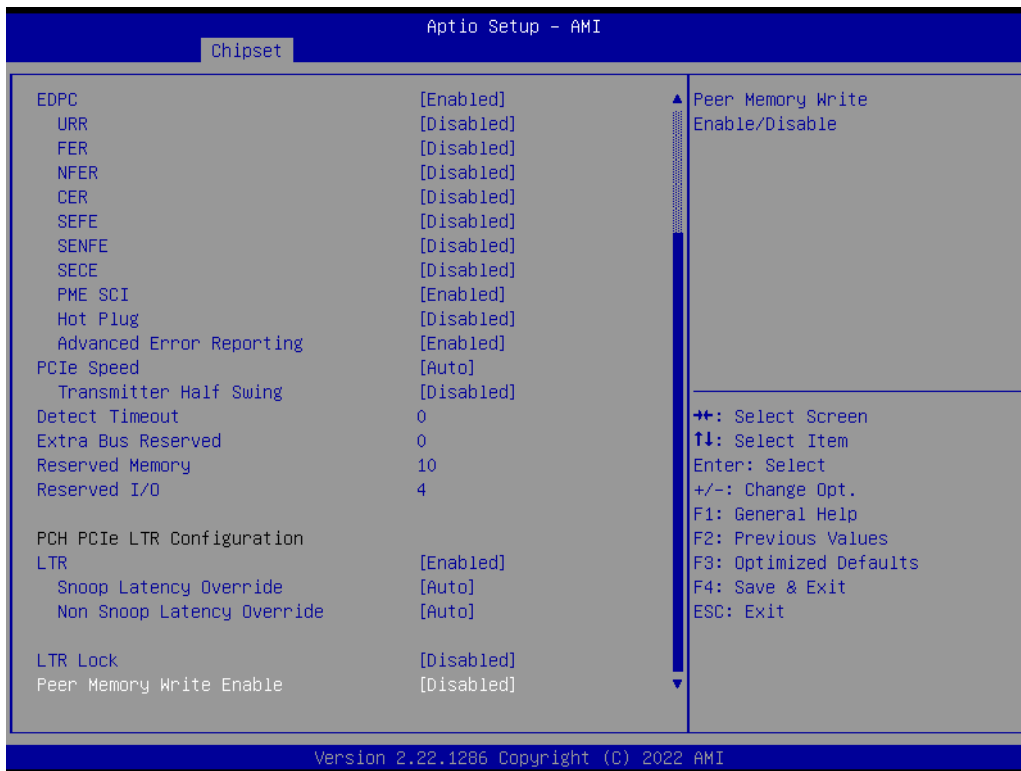 Aptio Setup – AMI
Chipset
EDPC [Enabled]
URR [Disabled]
FER [Disabled]
NFER [Disabled]
CER [Disabled]
SEFE [Disabled]
SENFE [Disabled]
SECE [Disabled]
PME SCI [Enabled]
Hot Plug [Disabled]
Advanced Error Reporting [Enabled]
PCIe Speed [Auto]
Transmitter Half Swing [Disabled]
Detect Timeout 0
Extra Bus Reserved 0
Reserved Memory 10
Reserved I/O 4
PCH PCIe LTR Configuration
LTR [Enabled]
Snoop Latency Override [Auto]
Non Snoop Latency Override [Auto]
LTR Lock [Disabled]
Peer Memory Write Enable [Disabled]
Peer Memory Write
Enable/Disable
→←: Select Screen
↑↓: Select Item
Enter: Select
+/-: Change Opt.
F1: General Help
F2: Previous Values
F3: Optimized Defaults
F4: Save & Exit
ESC: Exit
Version 2.22.1286 Copyright (C) 2022 AMI